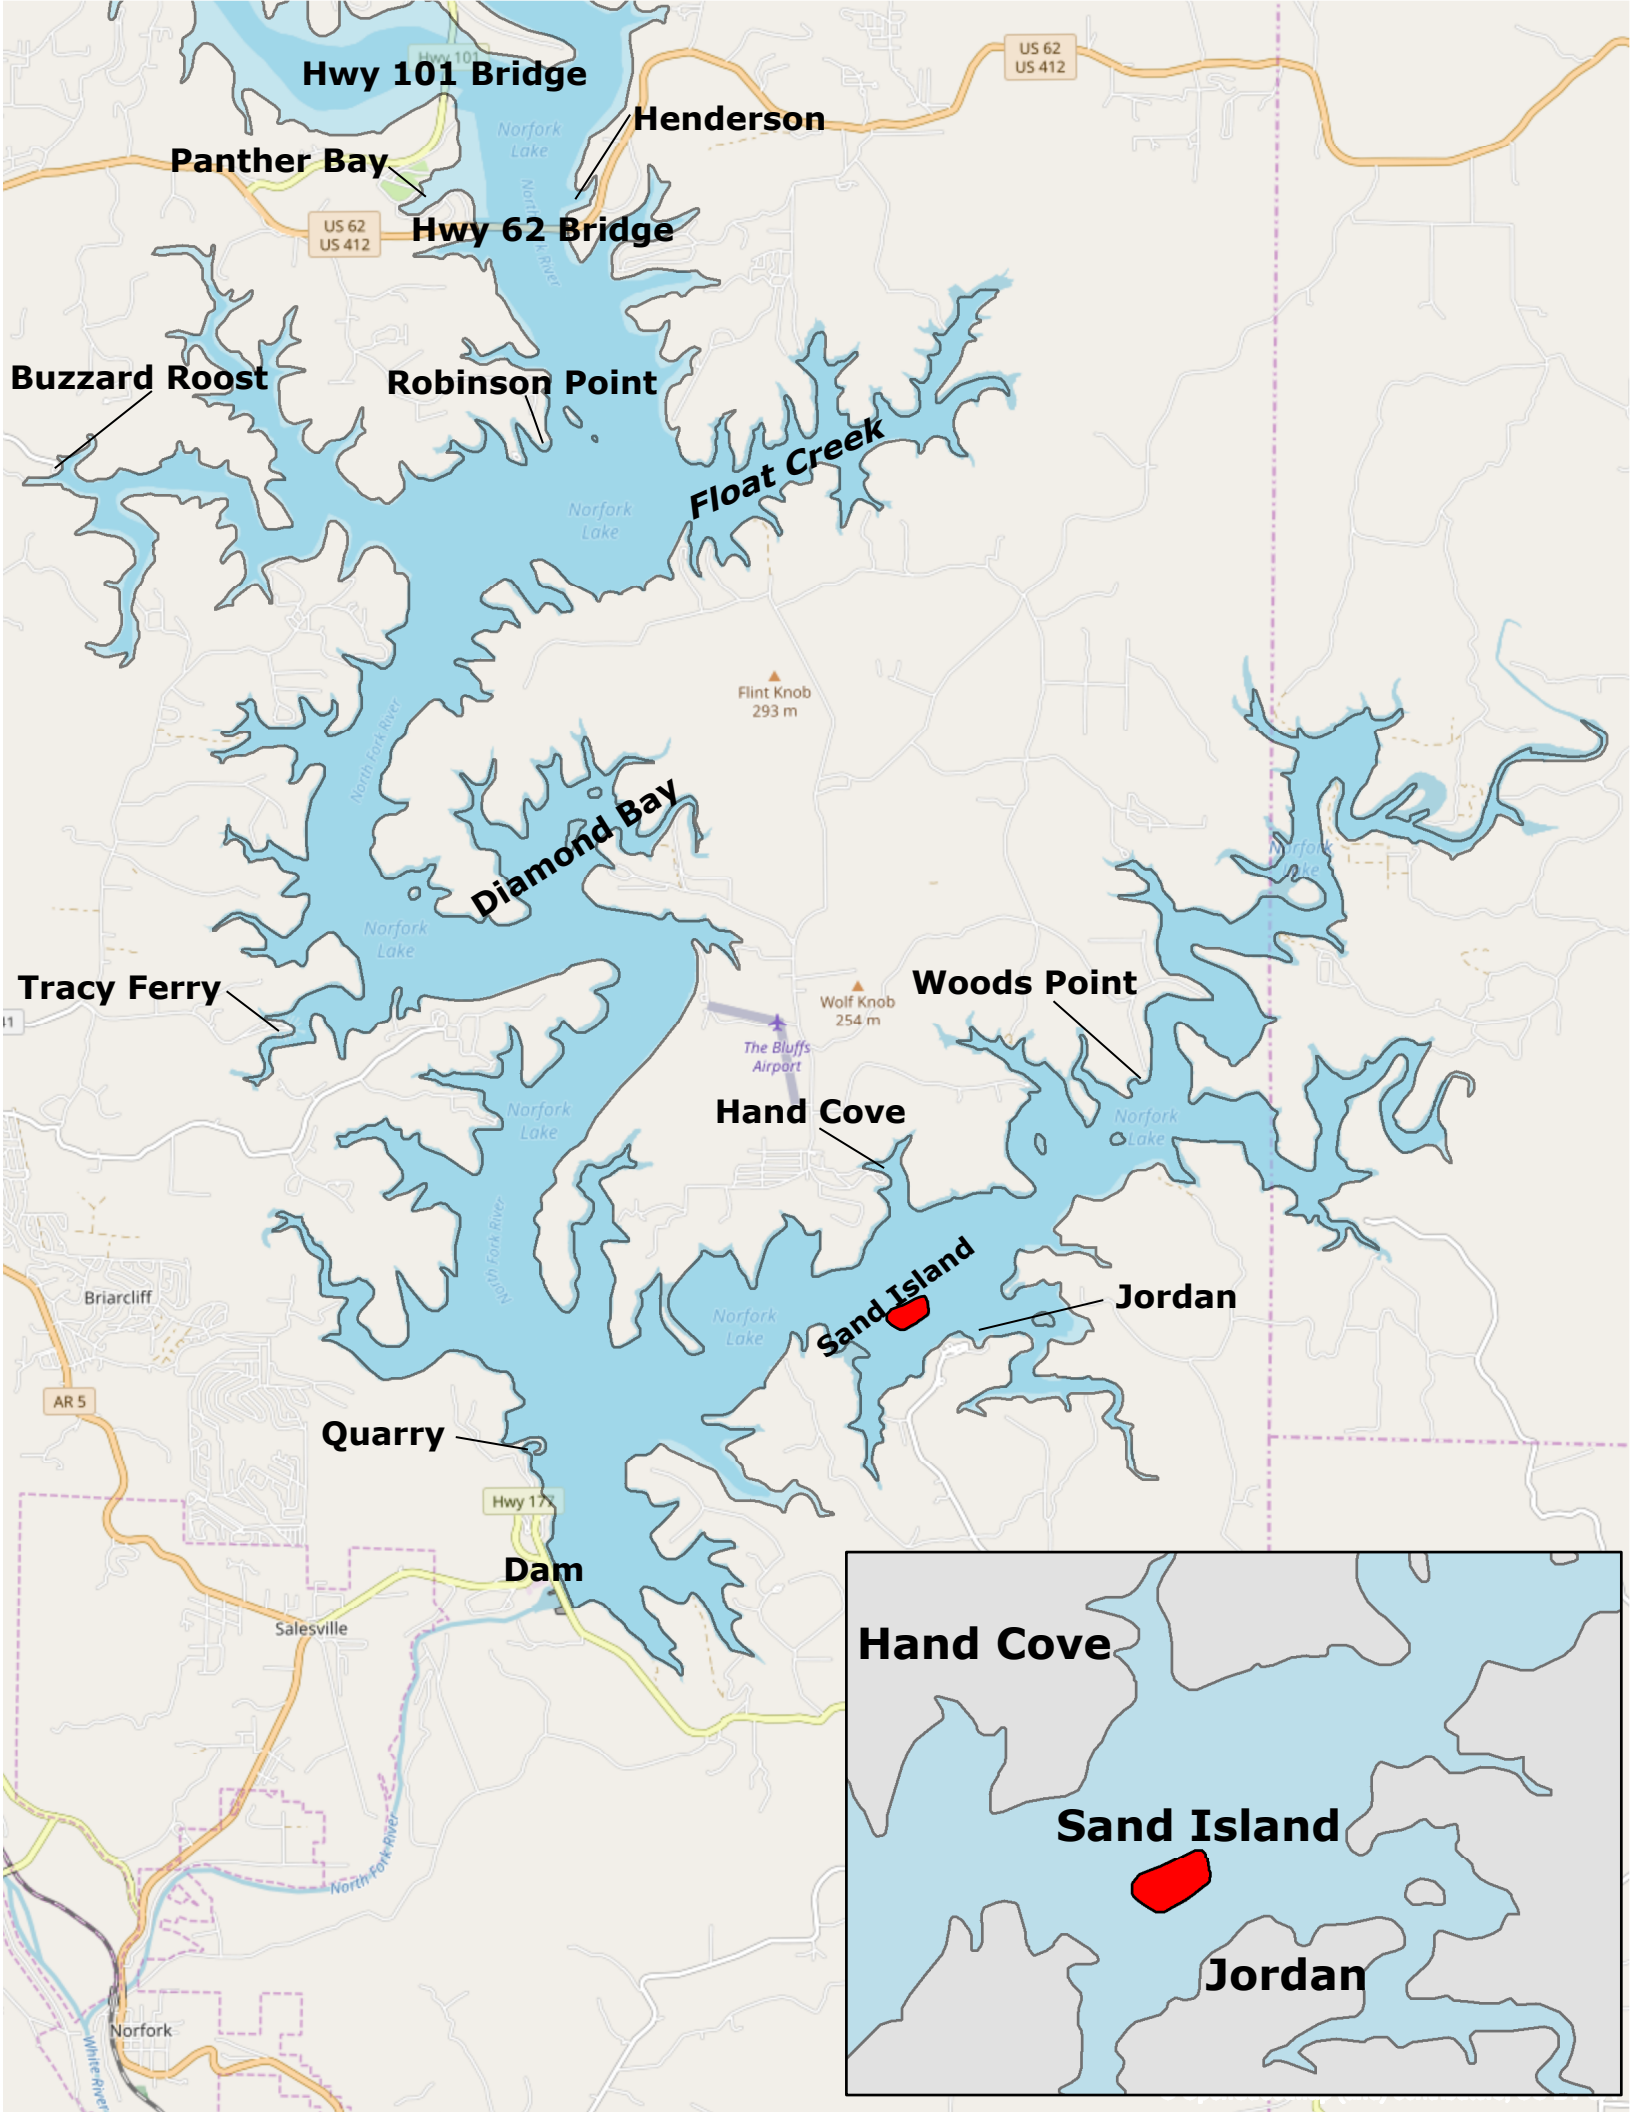 Hwy 101
Hwy 101 Bridge
US 62
US 412
Henderson
Norfork
Lake
Panther Bay
US 62
US 412
Hwy 62 Bridge
Buzzard Roost
Robinson Point
Float Creek
Norfork
Lake
Flint Knob
293 m
North Fork River
Diamond Bay
Norfork
Lake
Norfork
Lake
Tracy Ferry
41
Woods Point
Wolf Knob
254 m
The Bluffs
Airport
Norfork
Lake
Hand Cove
Norfork
Lake
North Fork River
Sand Island
Jordan
Briarcliff
Norfork
Lake
AR 5
Quarry
Hwy 177
Dam
Salesville
Hand Cove
Sand Island
Jordan
North Fork River
Norfork
White River